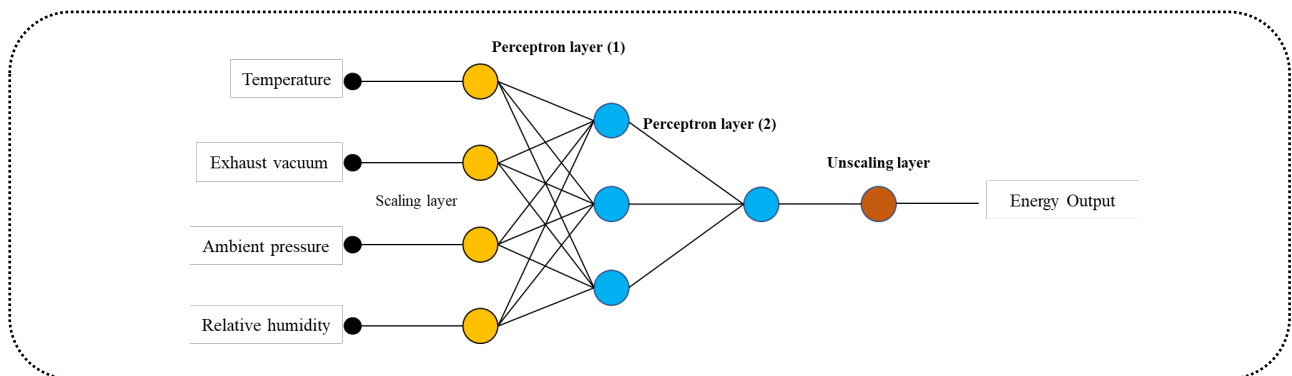 Perceptron layer (1)
Temperature
Perceptron layer (2)
Exhaust vacuum
Unscaling layer
Scaling layer
Energy Output
Ambient pressure
Relative humidity